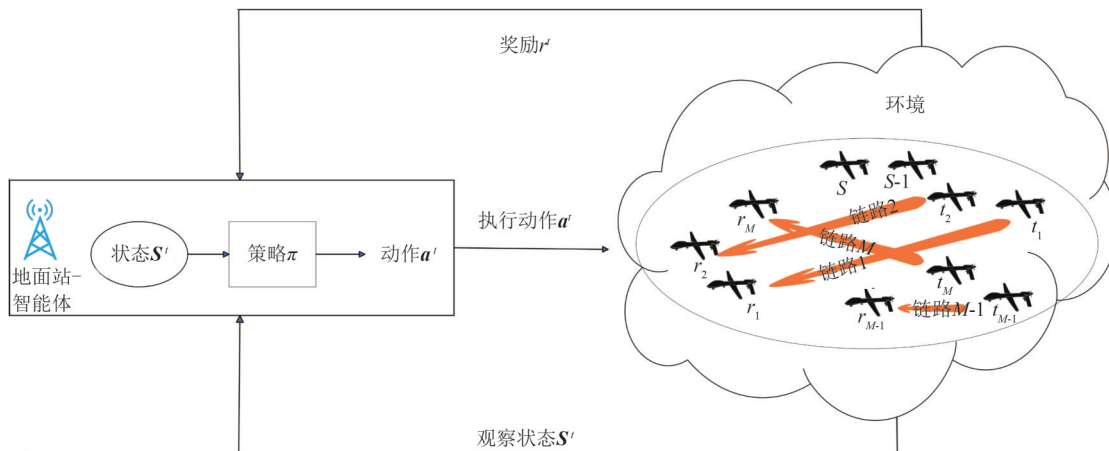 奖励r^t
环境
S
S-1
r_M
链路2
t_2
t_1
执行动作a^t
状态S^t
策略π
动作a^t
r_2
链路M
链路1
地面站-
智能体
r_1
t_M
r_{M-1}
链路M-1
t_{M-1}
观察状态S^t